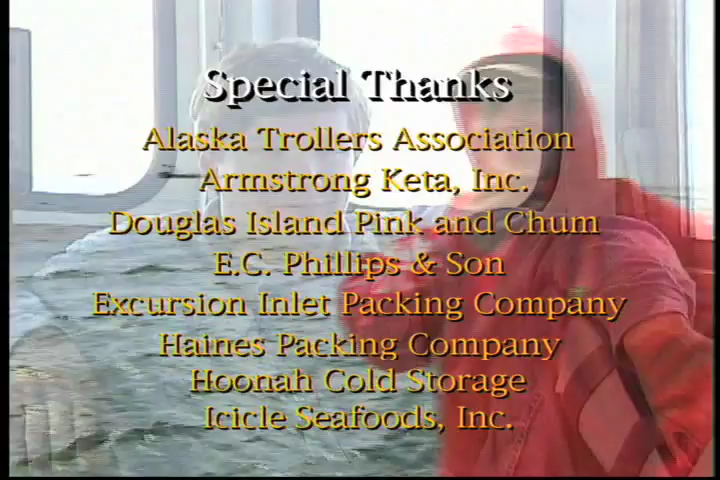 Special Thanks
Alaska Trollers Association
Armstrong Keta, Inc.
Douglas Island Pink and Chum
E.C. Phillips & Son
Excursion Inlet Packing Company
Haines Packing Company
Hoonah Cold Storage
Icicle Seafoods, Inc.